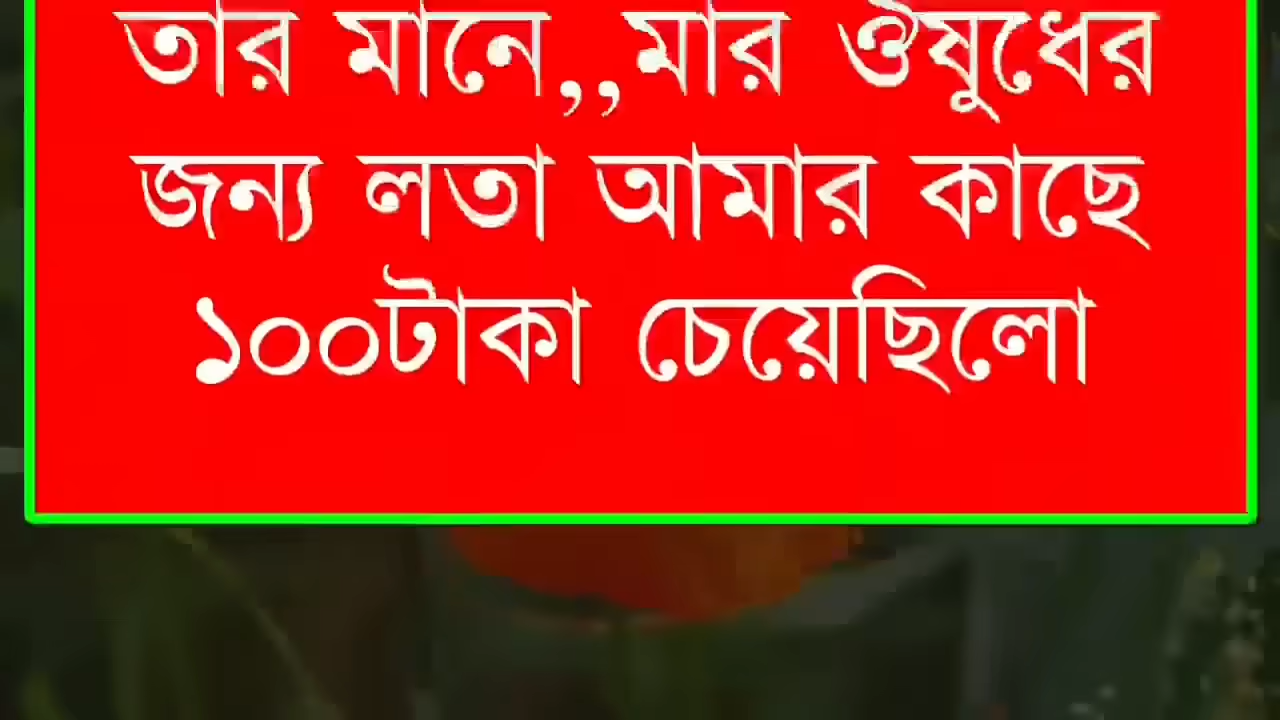 তার মানে,,মার ঔষুধের
জন্য লতা আমার কাছে
১০০টাকা চেয়েছিলো